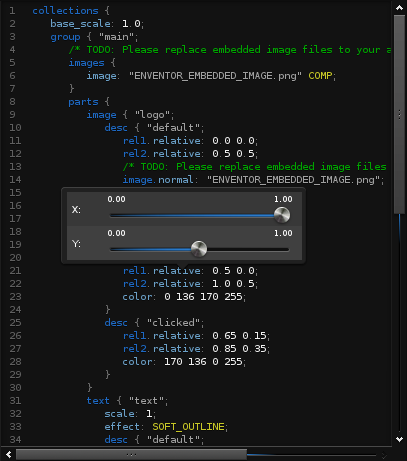 1 collections {
2 base_scale: 1.0;
3 group { "main";
4 /* TODO: Please replace embedded image files to your a
5 images {
6 image: "ENVENTOR_EMBEDDED_IMAGE.png" COMP;
7 }
8 parts {
9 image { "logo";
10 desc { "default";
11 rel1.relative: 0.0 0.0;
12 rel2.relative: 0.5 0.5;
13 /* TODO: Please replace embedded image files
14 image.normal: "ENVENTOR_EMBEDDED_IMAGE.png";
15
16 0.00 1.00
17 X:
18
19 0.00 1.00
20 Y:
21 rel1.relative: 0.5 0.0;
22 rel2.relative: 1.0 0.5;
23 color: 0 136 170 255;
24 }
25 desc { "clicked";
26 rel1.relative: 0.65 0.15;
27 rel2.relative: 0.85 0.35;
28 color: 170 136 0 255;
29 }
30 }
31 text { "text";
32 scale: 1;
33 effect: SOFT_OUTLINE;
34 desc { "default";